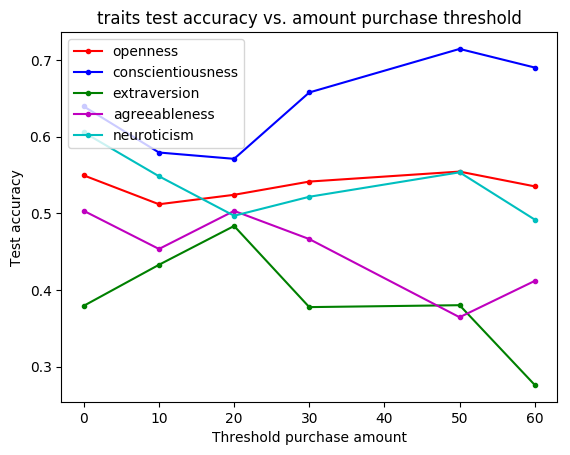 traits test accuracy vs. amount purchase threshold
openness
conscientiousness
extraversion
agreeableness
neuroticism
0.7
0.6
0.5
0.4
0.3
Test accuracy
0 10 20 30 40 50 60
Threshold purchase amount